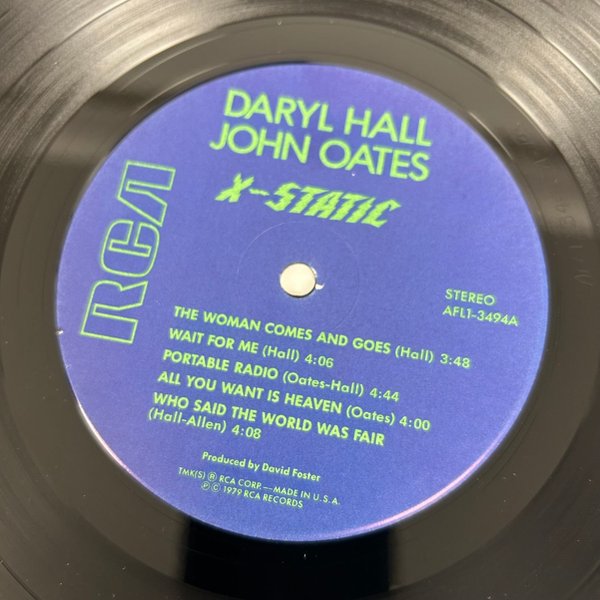 DARYL HALL
JOHN OATES
X-STATIC
RCA
STEREO
AFL1-3494A
THE WOMAN COMES AND GOES (Hall) 3:48
WAIT FOR ME (Hall) 4:06
PORTABLE RADIO (Oates-Hall) 4:44
ALL YOU WANT IS HEAVEN (Oates) 4:00
WHO SAID THE WORLD WAS FAIR
(Hall-Allen) 4:08
Produced by David Foster
TMK(S) ® RCA CORP.—MADE IN U.S.A.
℗ © 1979 RCA RECORDS